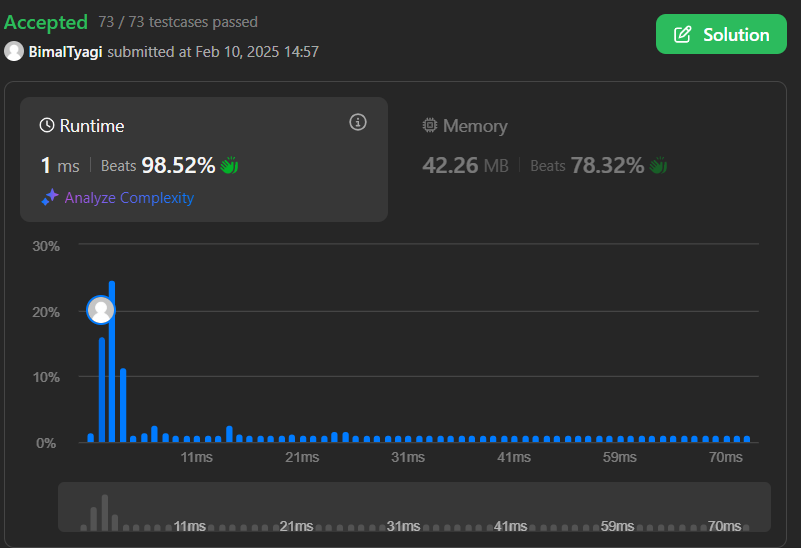 Accepted 73 / 73 testcases passed
BimalTyagi submitted at Feb 10, 2025 14:57
Solution
Runtime
1 ms | Beats 98.52%
Analyze Complexity
Memory
42.26 MB | Beats 78.32%
30%
20%
10%
0%
11ms 21ms 31ms 41ms 59ms 70ms
11ms 21ms 31ms 41ms 59ms 70ms